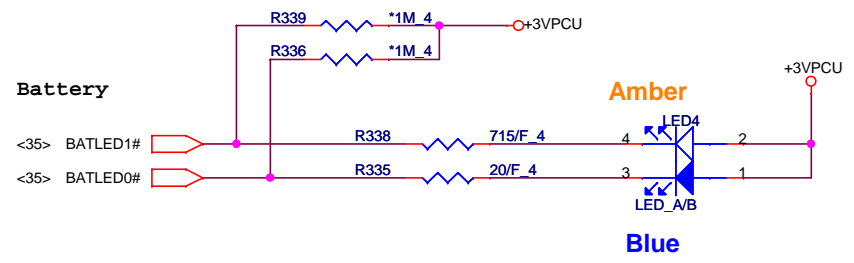 R339 *1M_4 +3VPCU
R336 *1M_4
+3VPCU
Battery
Amber
LED4
<35> BATLED1# R338 715/F_4 4 2
<35> BATLED0# R335 20/F_4 3 1
LED_A/B
Blue